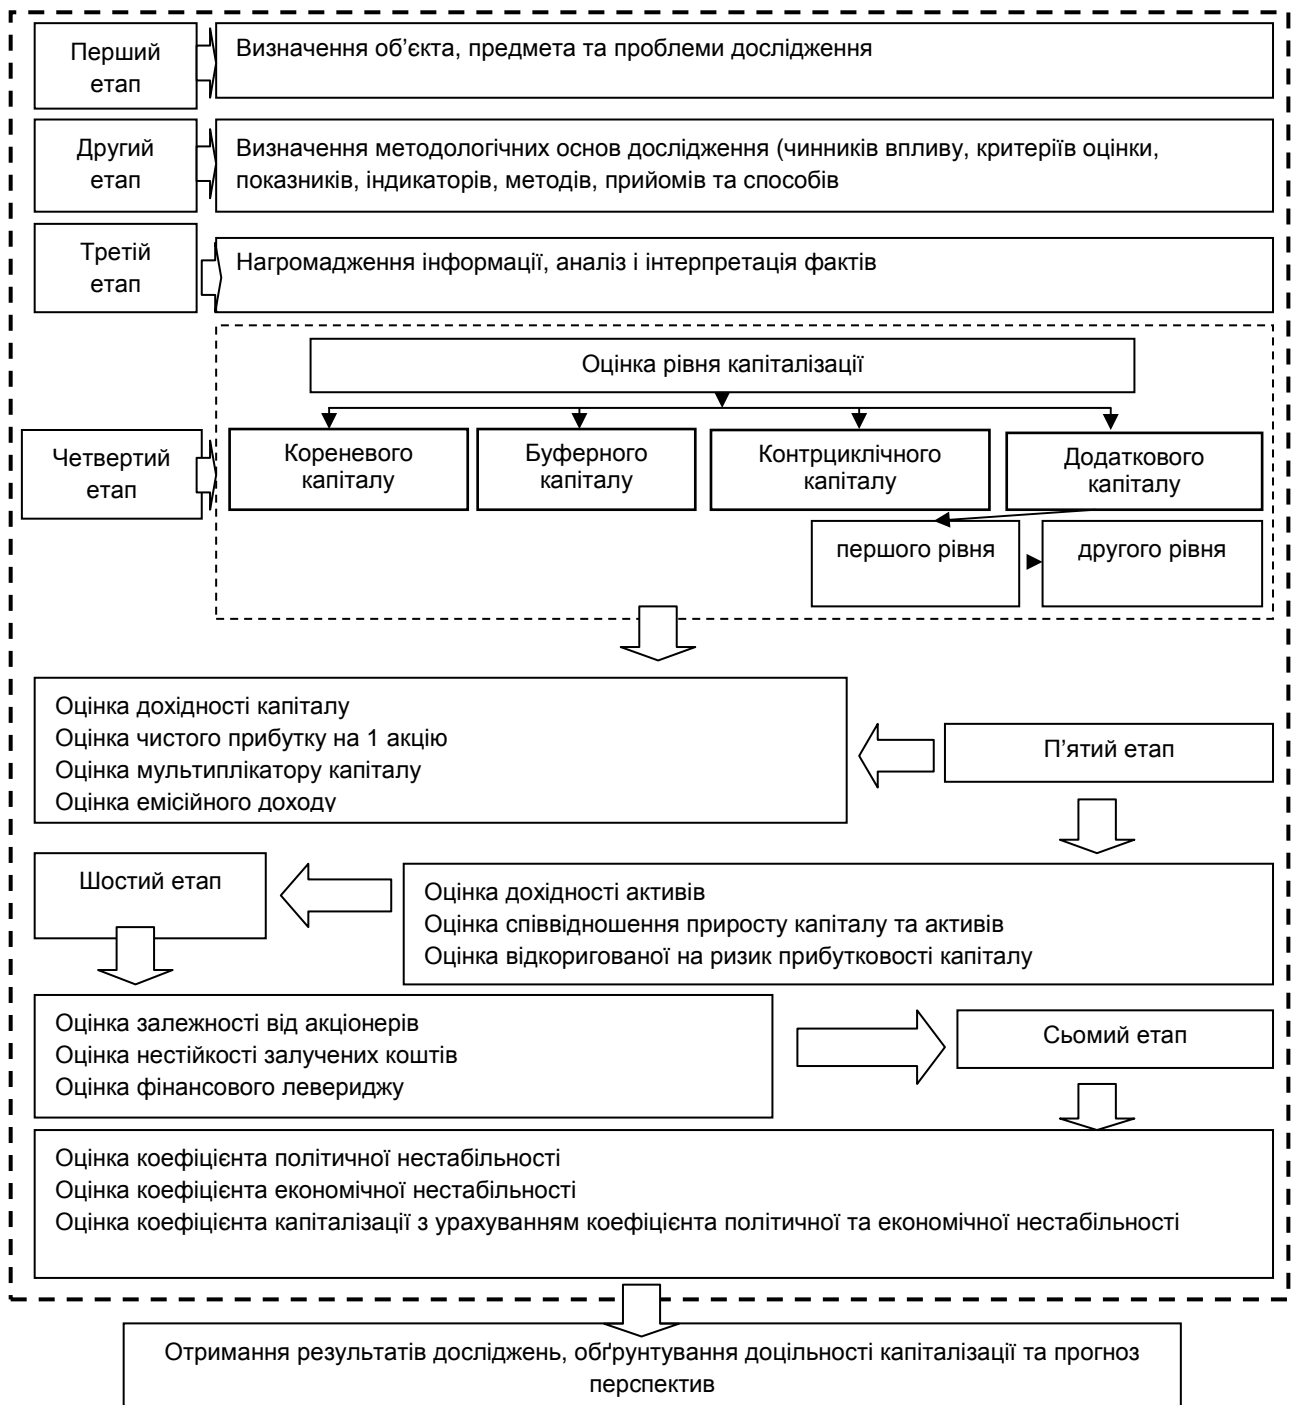 Перший
етап
Визначення об’єкта, предмета та проблеми дослідження
Другий
етап
Визначення методологічних основ дослідження (чинників впливу, критеріїв оцінки,
показників, індикаторів, методів, прийомів та способів
Третій
етап
Нагромадження інформації, аналіз і інтерпретація фактів
Оцінка рівня капіталізації
Четвертий
етап
Кореневого
капіталу
Буферного
капіталу
Контрциклічного
капіталу
Додаткового
капіталу
першого рівня
другого рівня
Оцінка дохідності капіталу
Оцінка чистого прибутку на 1 акцію
Оцінка мультиплікатору капіталу
Оцінка емісійного доходу
П’ятий етап
Шостий етап
Оцінка дохідності активів
Оцінка співвідношення приросту капіталу та активів
Оцінка відкоригованої на ризик прибутковості капіталу
Оцінка залежності від акціонерів
Оцінка нестійкості залучених коштів
Оцінка фінансового левериджу
Сьомий етап
Оцінка коефіцієнта політичної нестабільності
Оцінка коефіцієнта економічної нестабільності
Оцінка коефіцієнта капіталізації з урахуванням коефіцієнта політичної та економічної нестабільності
Отримання результатів досліджень, обґрунтування доцільності капіталізації та прогноз
перспектив